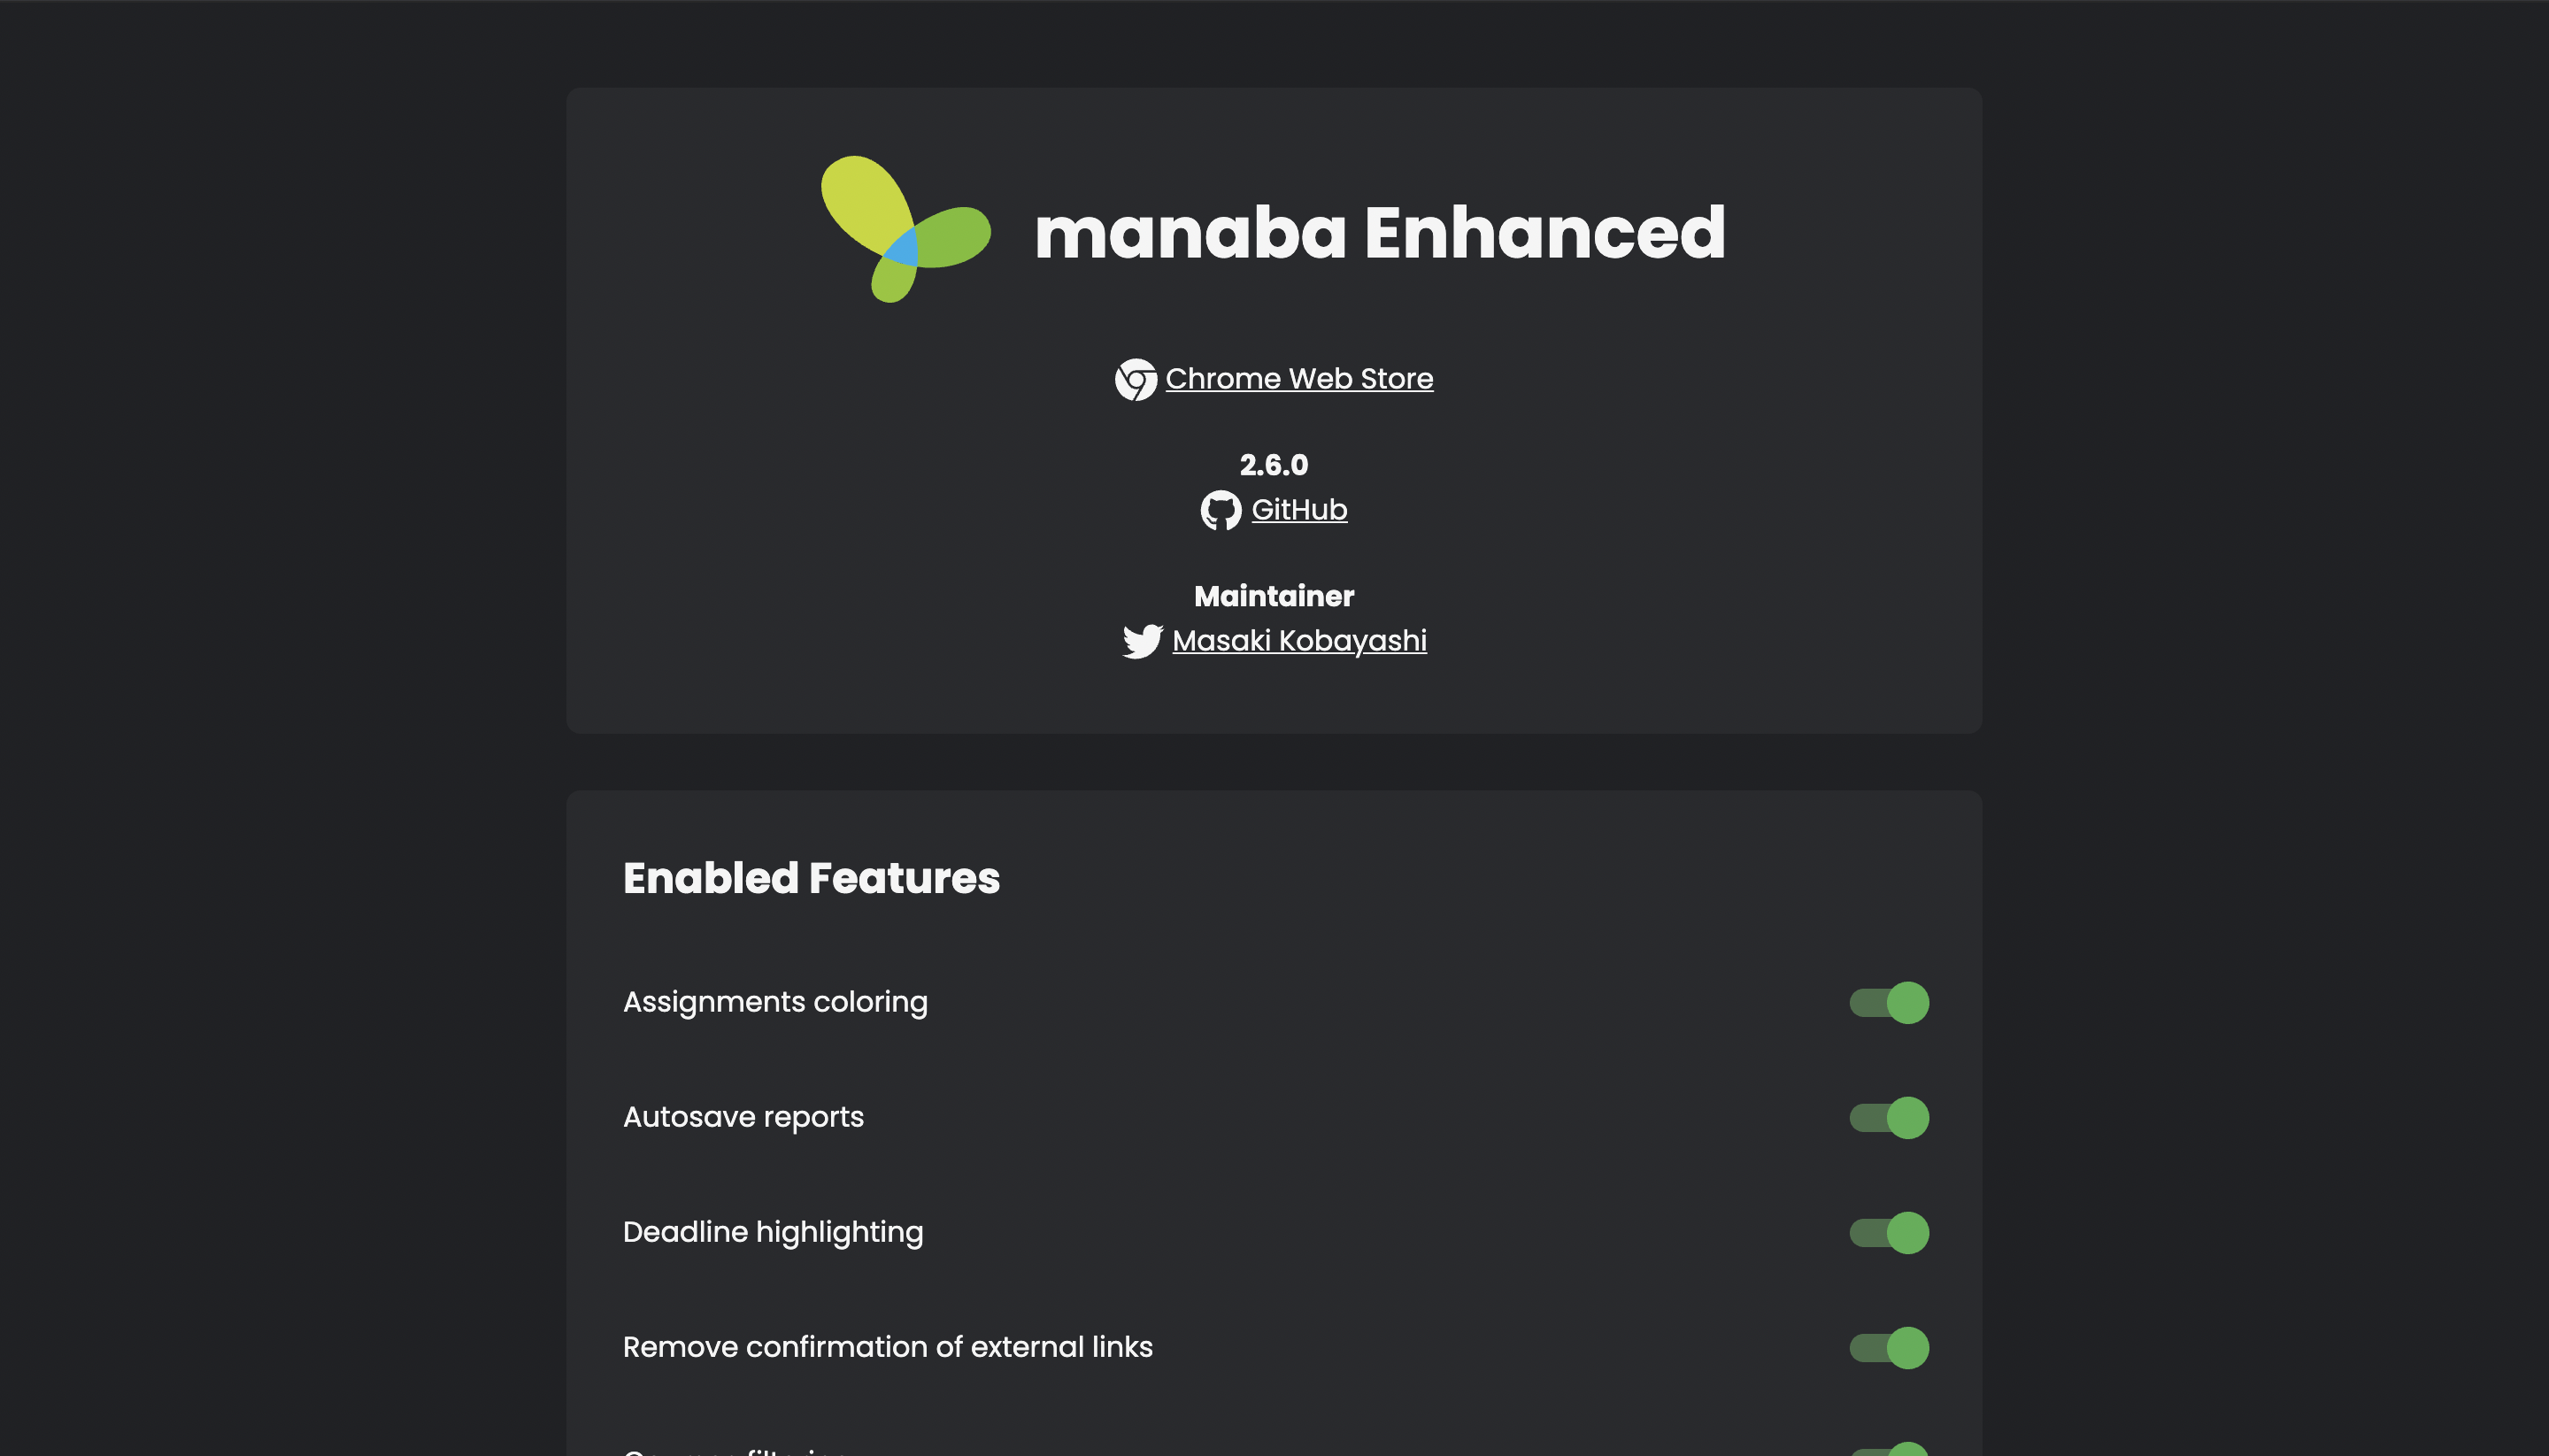 manaba Enhanced
Chrome Web Store
2.6.0
GitHub
Maintainer
Masaki Kobayashi
Enabled Features
Assignments coloring
Autosave reports
Deadline highlighting
Remove confirmation of external links